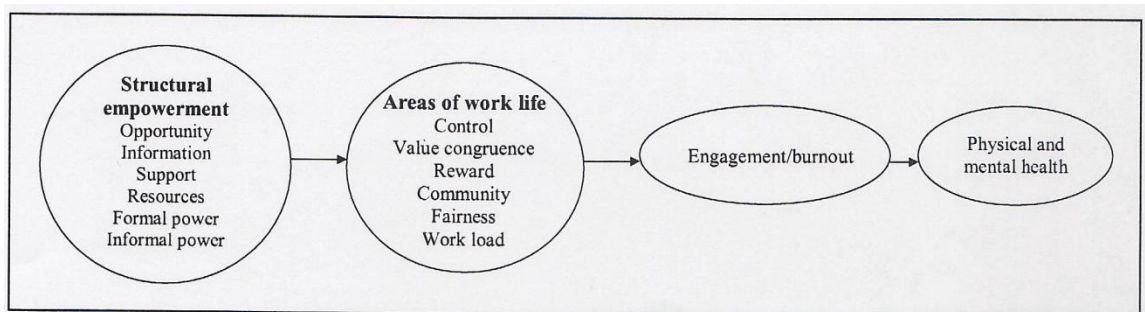 Structural
empowerment
Opportunity
Information
Support
Resources
Formal power
Informal power
Areas of work life
Control
Value congruence
Reward
Community
Fairness
Work load
Engagement/burnout
Physical and
mental health